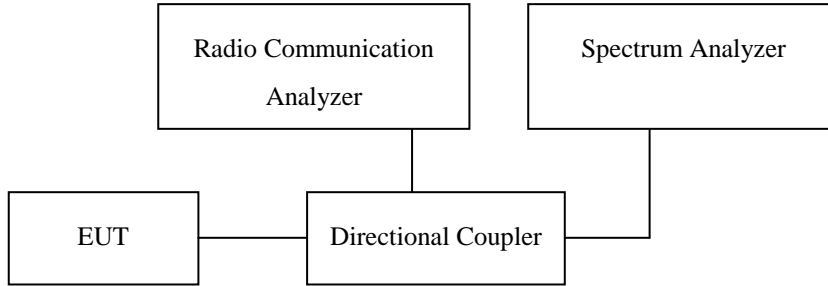 Radio Communication
Analyzer
Spectrum Analyzer
EUT
Directional Coupler